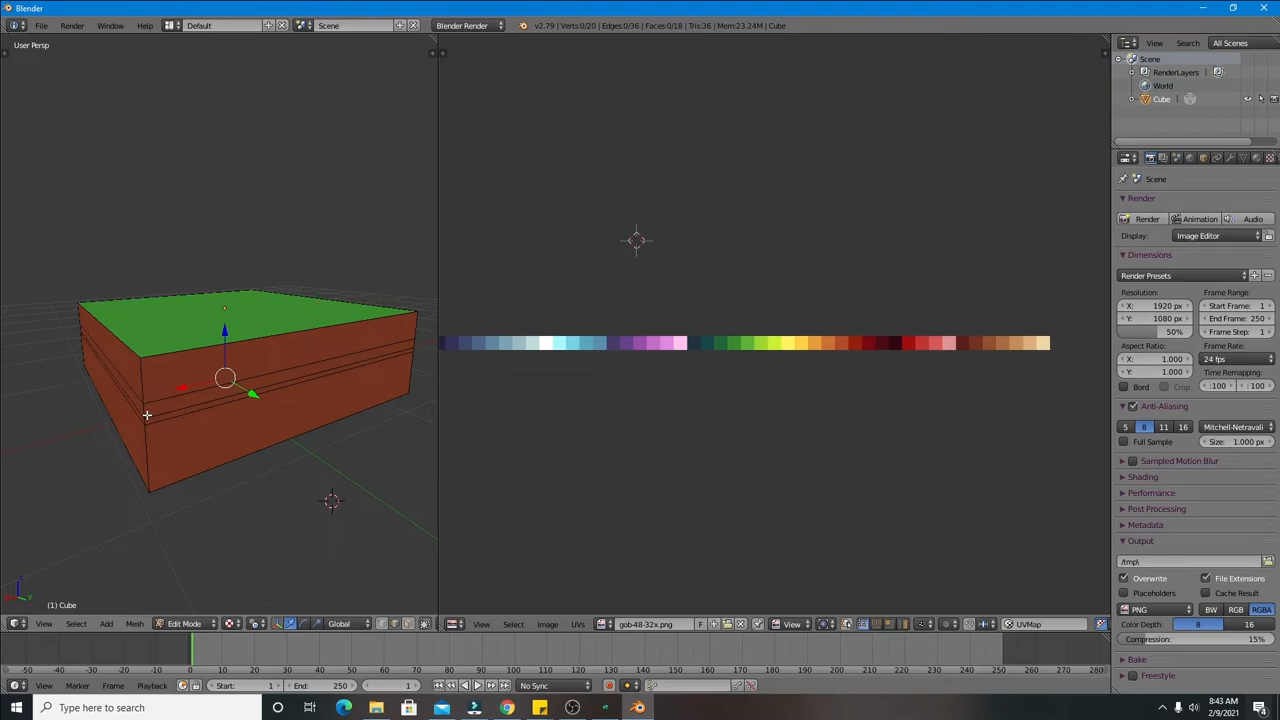 Blender
File Render Window Help Default Scene Blender Render v2.79 | Verts:0/20 | Edges:0/36 | Faces:0/18 | Tris:36 | Mem:23.24M | Cube
User Persp
View Search All Scenes
Scene
RenderLayers
World
Cube
Scene
Render
Render Animation Audio
Display: Image Editor
Dimensions
Render Presets
Resolution: Frame Range:
X: 1920 px Start Frame: 1
Y: 1080 px End Frame: 250
50% Frame Step: 1
Aspect Ratio: Frame Rate:
X: 1.000 24 fps
Y: 1.000 Time Remapping:
Bord Crop :100 :100
Anti-Aliasing
5 8 11 16 Mitchell-Netravali
Full Sample Size: 1.000 px
Sampled Motion Blur
Shading
Performance
Post Processing
Metadata
Output
/tmp\
Overwrite File Extensions
Placeholders Cache Result
PNG BW RGB RGBA
Color Depth: 8 16
Compression: 15%
Bake
Freestyle
z
y
(1) Cube
View Select Add Mesh Edit Mode Global
View Select Image UVs gob-48-32x.png F View UVMap
-50 -40 -30 -20 -10 0 10 20 30 40 50 60 70 80 90 100 110 120 130 140 150 160 170 180 190 200 210 220 230 240 250 260 270 280
View Marker Frame Playback Start: 1 End: 250 1 No Sync
Type here to search
8:43 AM
2/9/2021
4